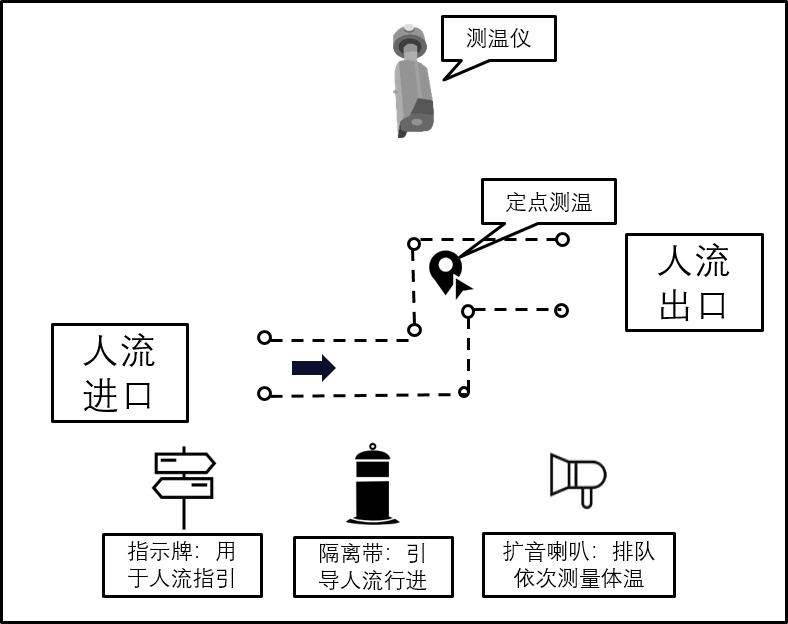 测温仪
定点测温
人流
出口
人流
进口
指示牌：用
于人流指引
隔离带：引
导人流行进
扩音喇叭：排队
依次测量体温